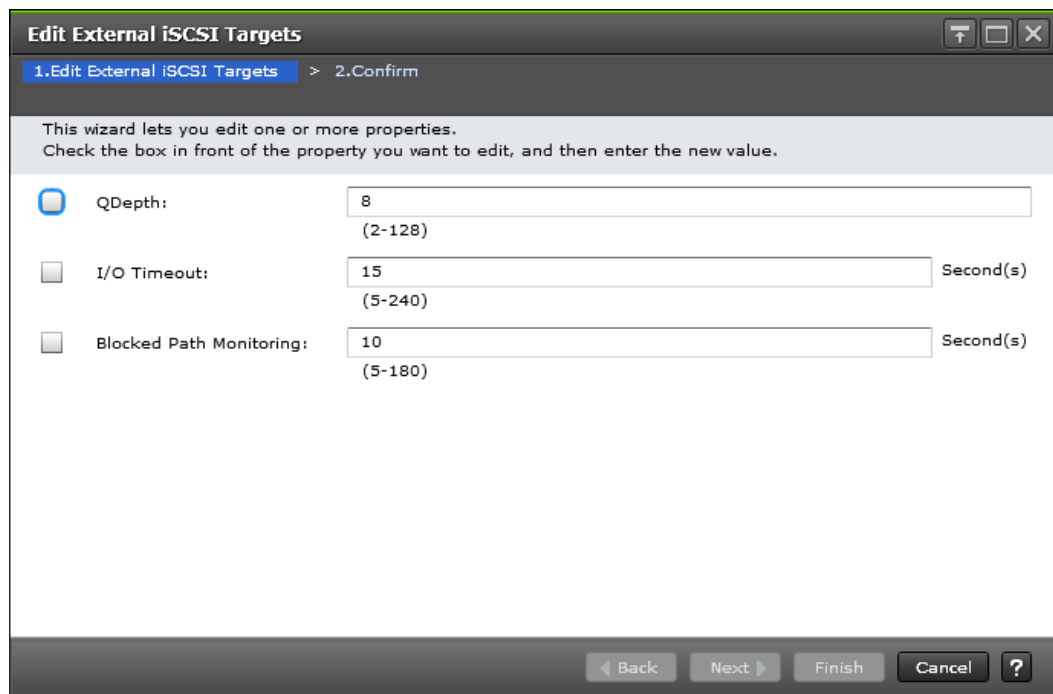 Edit External iSCSI Targets
1.Edit External iSCSI Targets > 2.Confirm
This wizard lets you edit one or more properties.
Check the box in front of the property you want to edit, and then enter the new value.
QDepth: 8
(2-128)
I/O Timeout: 15 Second(s)
(5-240)
Blocked Path Monitoring: 10 Second(s)
(5-180)
Back Next Finish Cancel ?